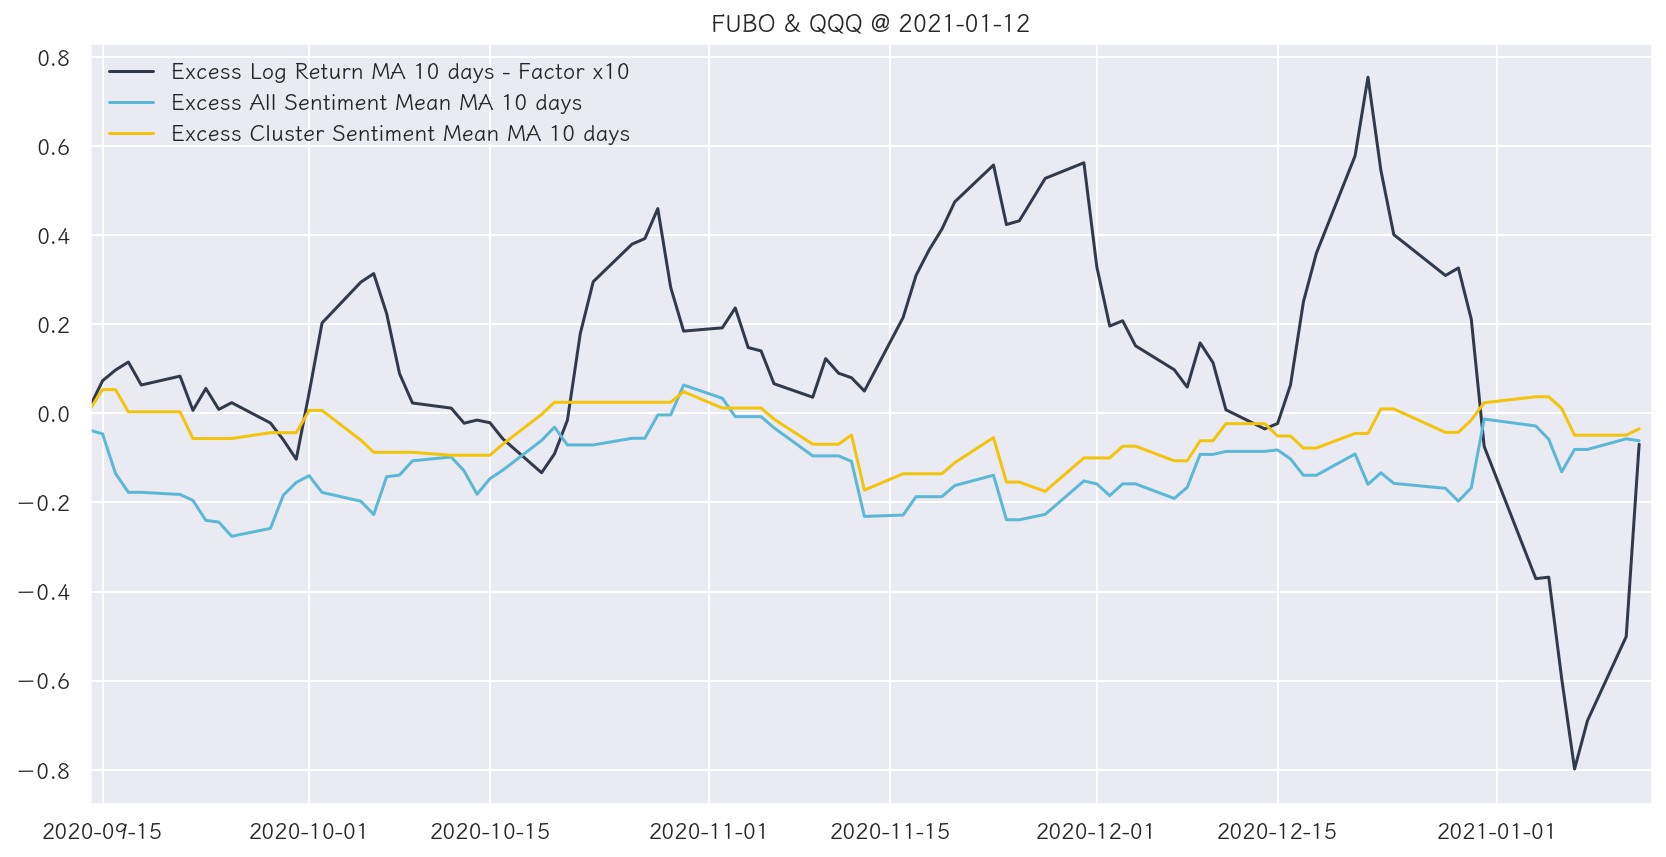 FUBO & QQQ @ 2021-01-12
Excess Log Return MA 10 days - Factor x10
Excess All Sentiment Mean MA 10 days
Excess Cluster Sentiment Mean MA 10 days
0.8
0.6
0.4
0.2
0.0
−0.2
−0.4
−0.6
−0.8
2020-09-15 2020-10-01 2020-10-15 2020-11-01 2020-11-15 2020-12-01 2020-12-15 2021-01-01